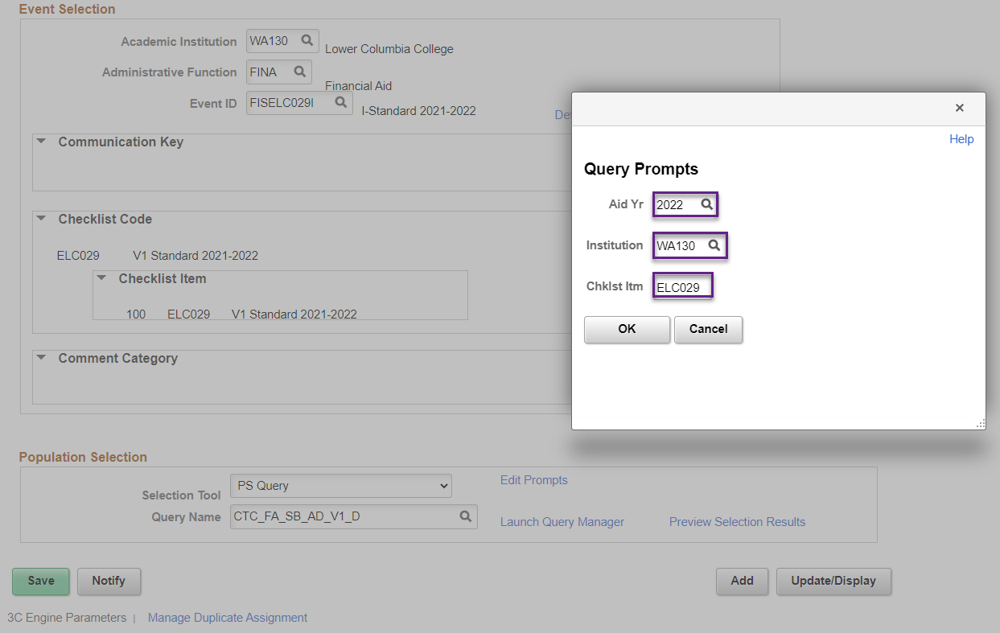 Event Selection
Academic Institution WA130 Lower Columbia College
Administrative Function FINA Financial Aid
Event ID FISELC029I I-Standard 2021-2022 De
Communication Key
Checklist Code
ELC029 V1 Standard 2021-2022
Checklist Item
100 ELC029 V1 Standard 2021-2022
Comment Category
×
Help
Query Prompts
Aid Yr 2022
Institution WA130
Chklst Itm ELC029
OK Cancel
Population Selection
Selection Tool PS Query Edit Prompts
Query Name CTC_FA_SB_AD_V1_D Launch Query Manager Preview Selection Results
Save Notify Add Update/Display
3C Engine Parameters | Manage Duplicate Assignment